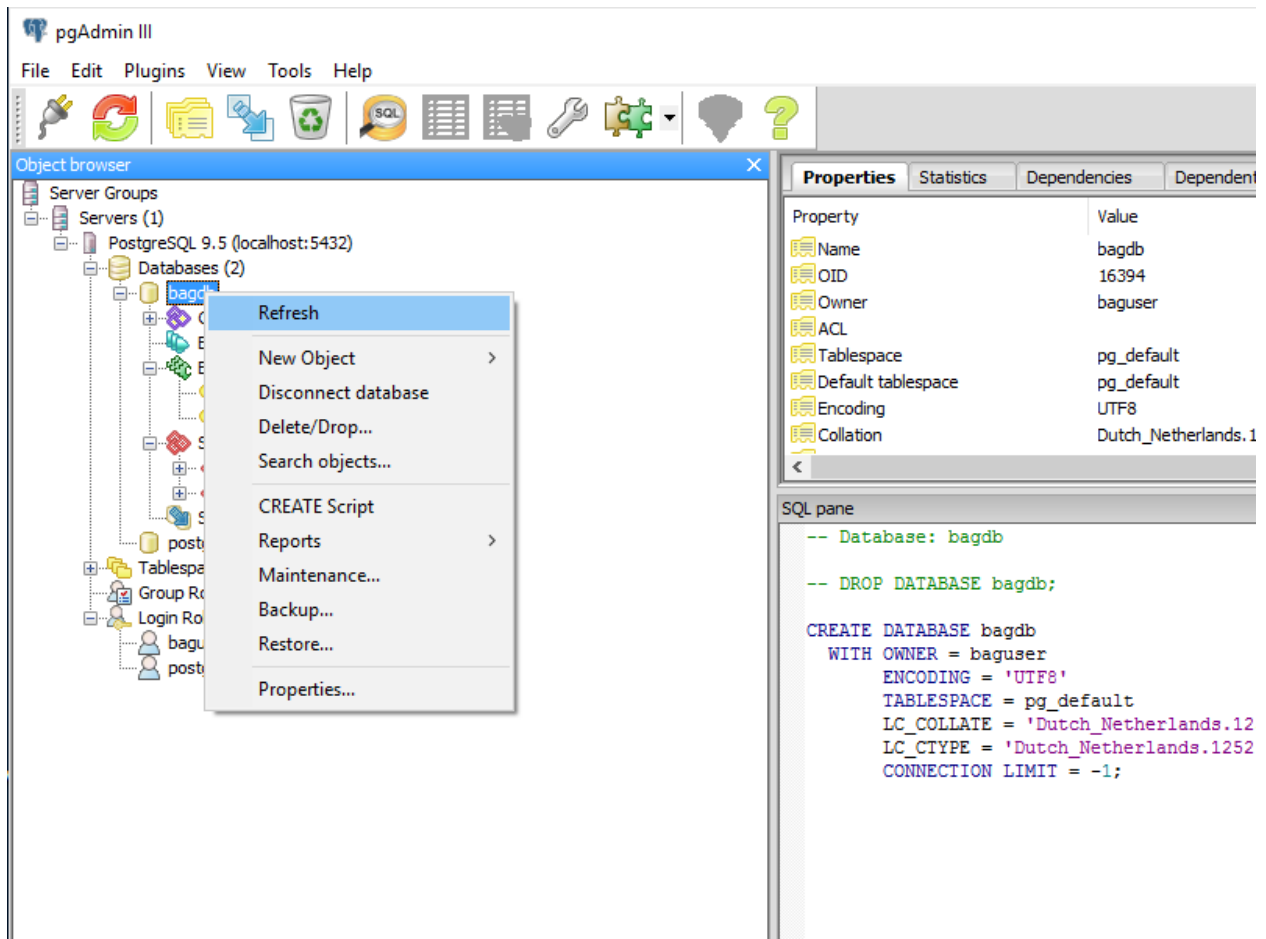 pgAdmin III
File Edit Plugins View Tools Help
SQL
Object browser
Server Groups
Servers (1)
PostgreSQL 9.5 (localhost:5432)
Databases (2)
bagdb
Refresh
New Object
Disconnect database
Delete/Drop...
Search objects...
CREATE Script
Reports
Maintenance...
Backup...
Restore...
Properties...
post
Tablespa
Group Ro
Login Ro
bagu
post
Properties Statistics Dependencies Dependent
Property Value
Name bagdb
OID 16394
Owner baguser
ACL
Tablespace pg_default
Default tablespace pg_default
Encoding UTF8
Collation Dutch_Netherlands.1
SQL pane
-- Database: bagdb
-- DROP DATABASE bagdb;
CREATE DATABASE bagdb
WITH OWNER = baguser
ENCODING = 'UTF8'
TABLESPACE = pg_default
LC_COLLATE = 'Dutch_Netherlands.12
LC_CTYPE = 'Dutch_Netherlands.1252
CONNECTION LIMIT = -1;